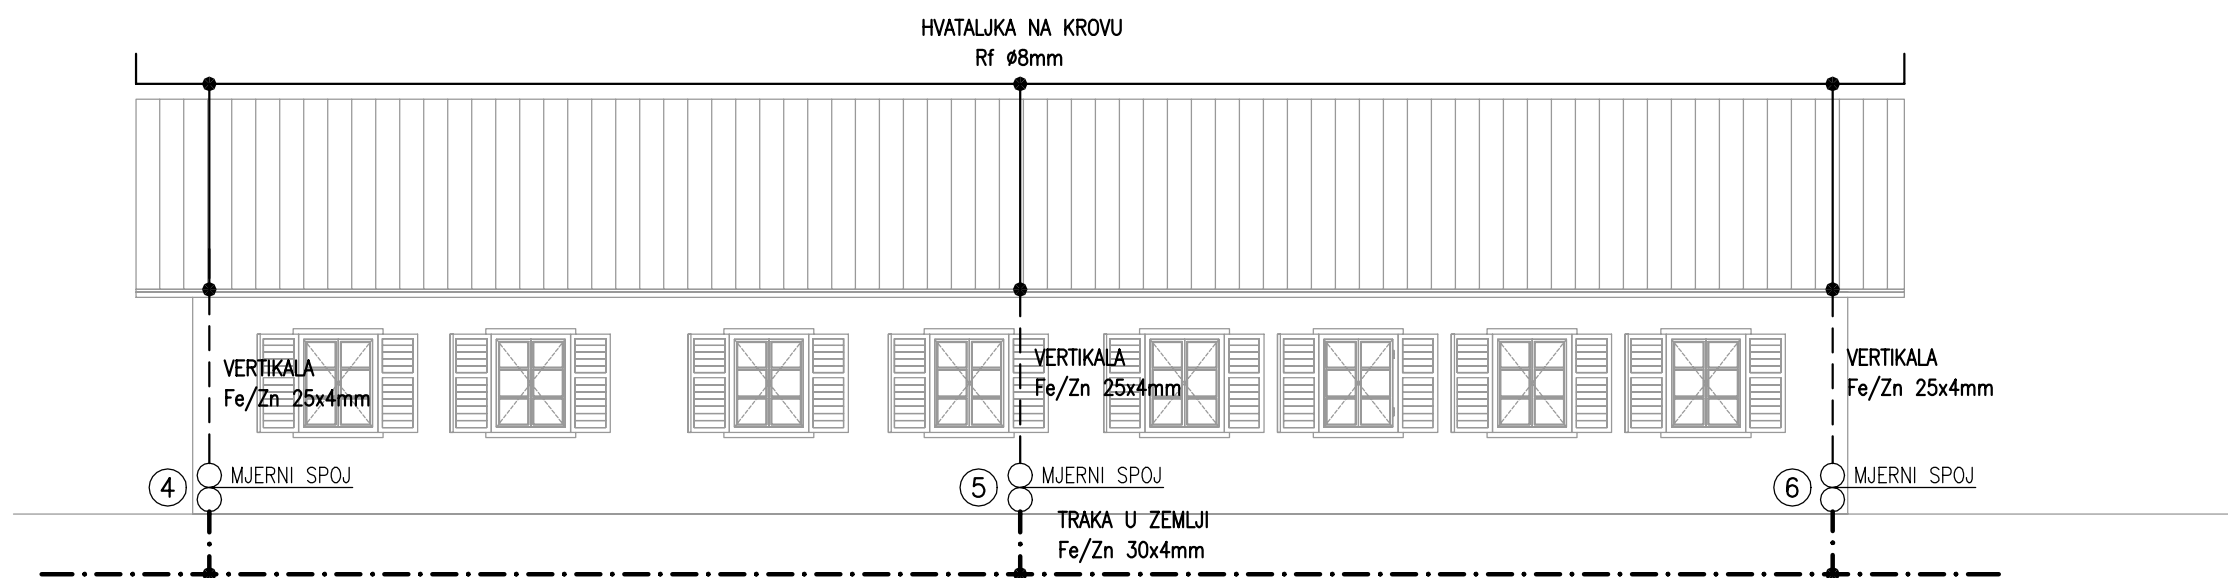 HVATALJKA NA KROVU
Rf ø8mm
VERTIKALA
Fe/Zn 25x4mm
VERTIKALA
Fe/Zn 25x4mm
VERTIKALA
Fe/Zn 25x4mm
4 MJERNI SPOJ
5 MJERNI SPOJ
6 MJERNI SPOJ
TRAKA U ZEMLJI
Fe/Zn 30x4mm